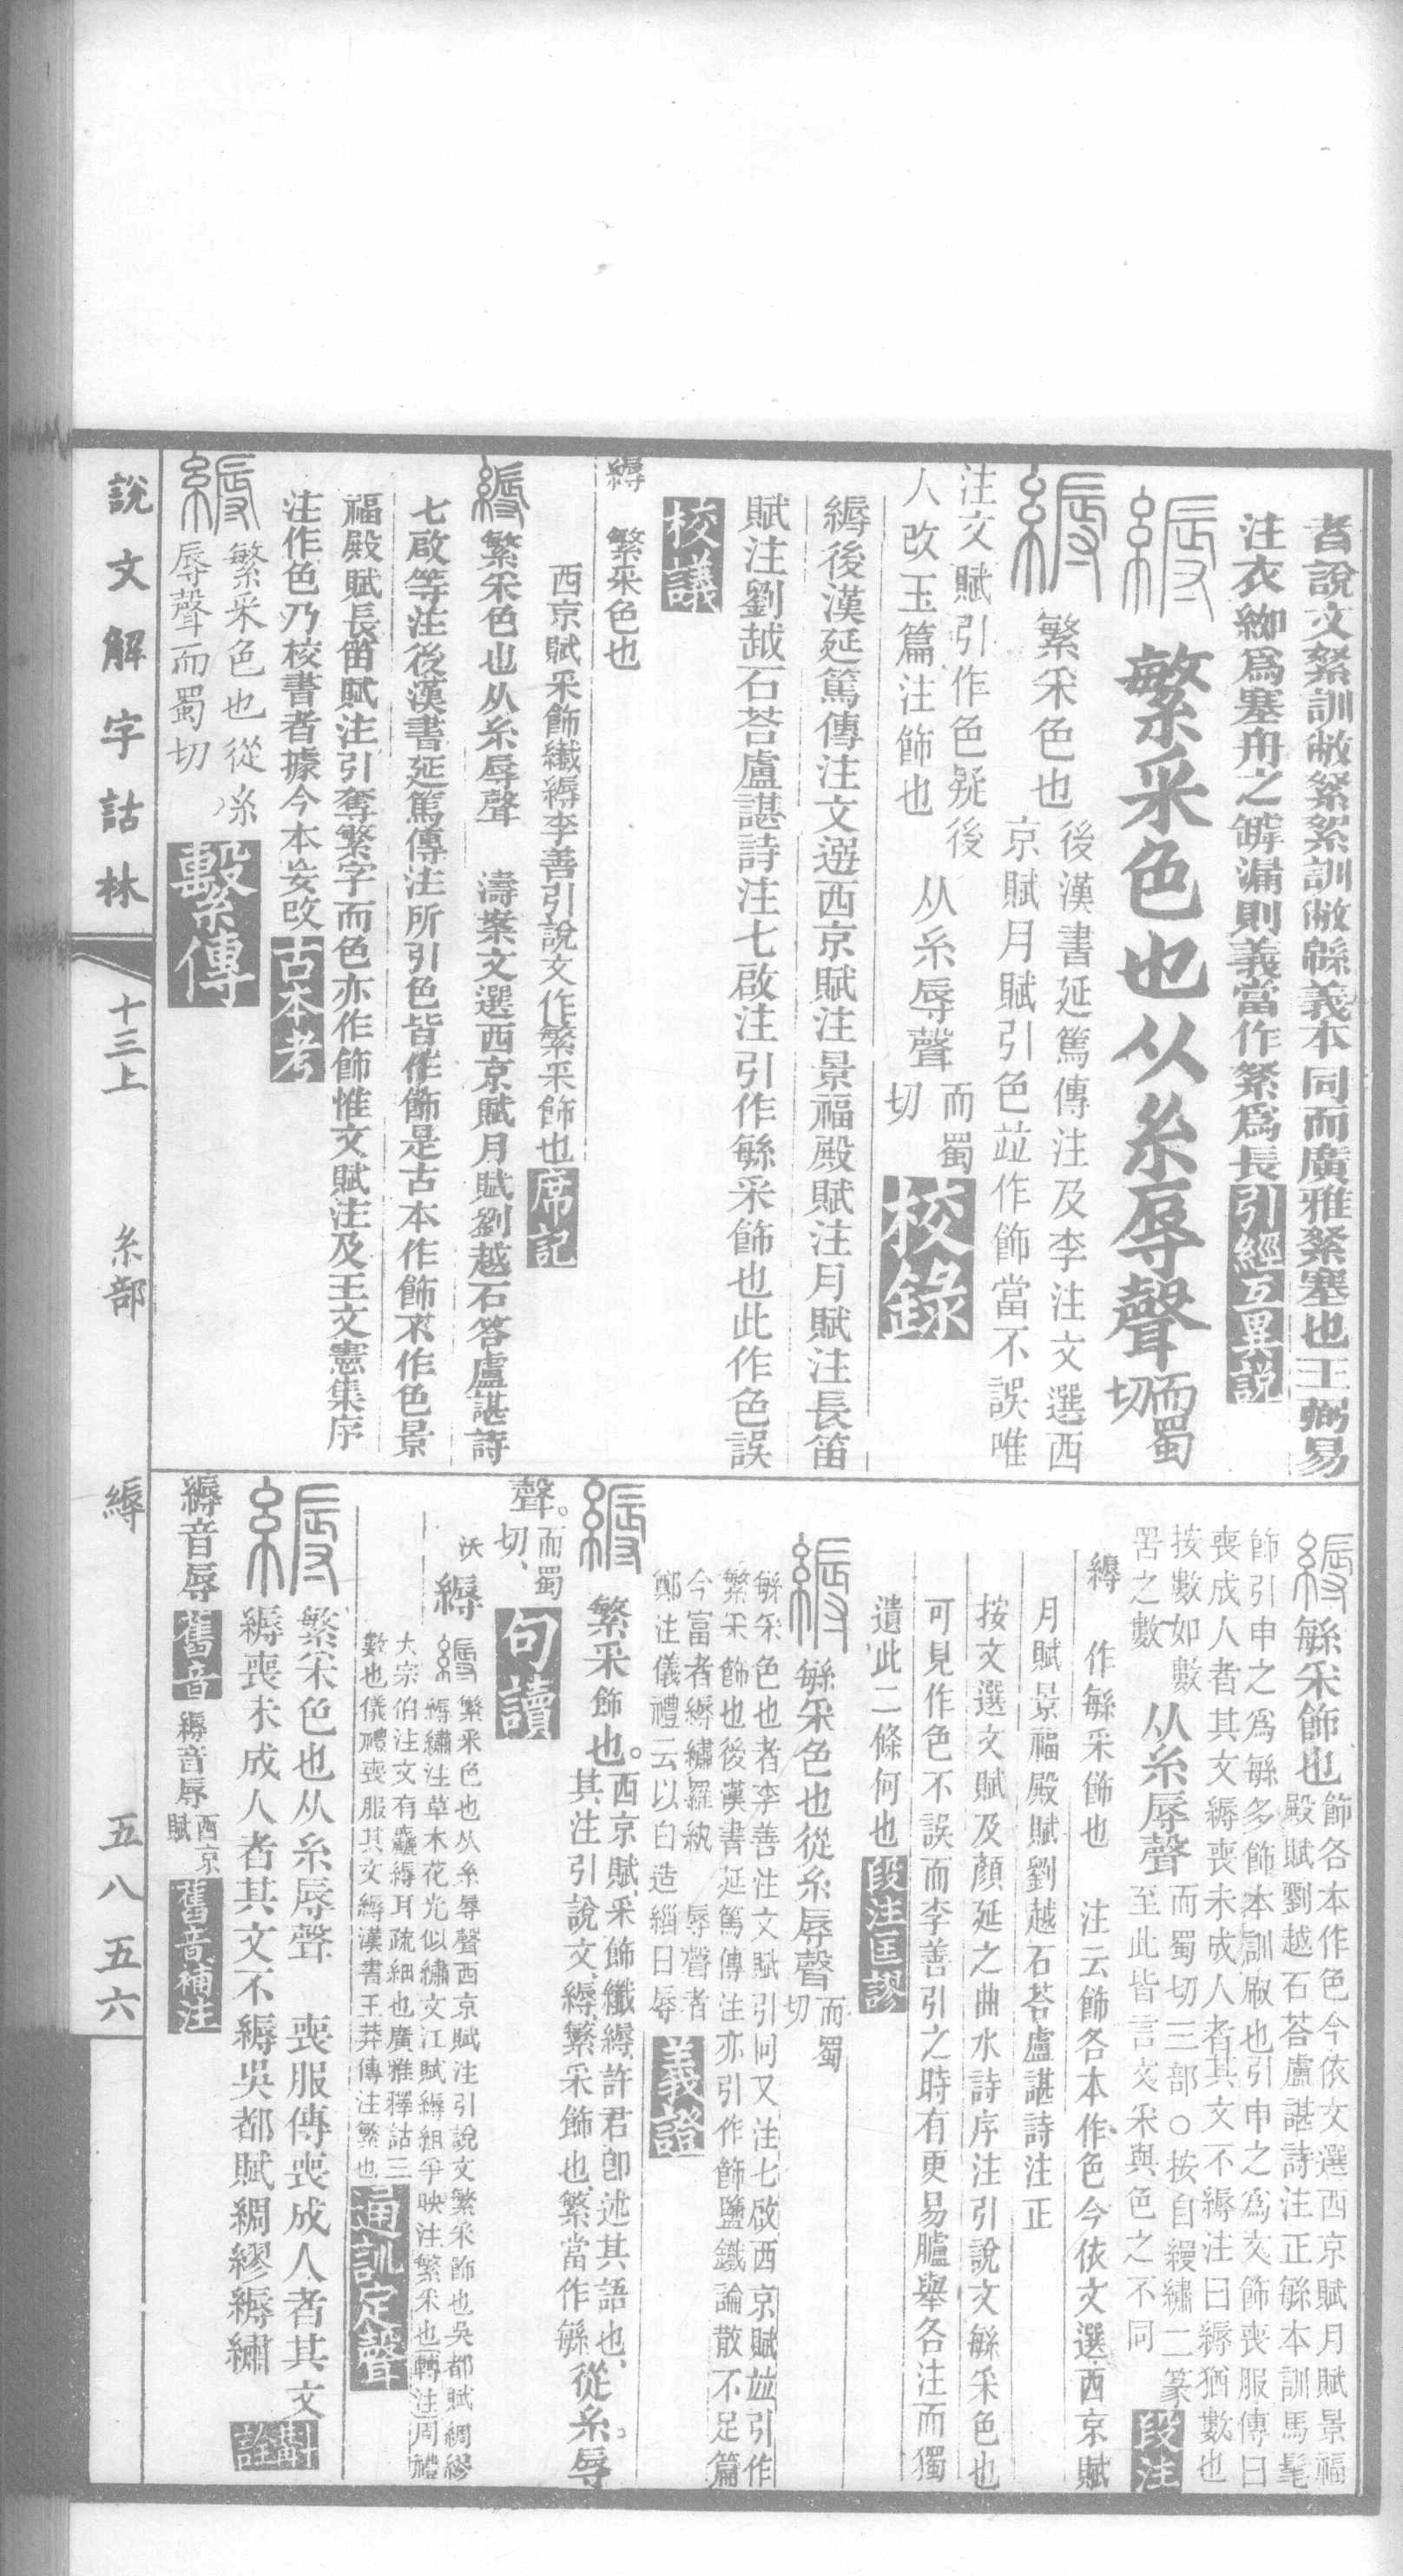 者說文䋈訓敝䋈絮訓敝緜義本同而廣雅䋈塞也王弼易
注衣絮爲塞舟之罅漏則義當作䋈爲長引經互異說
縟繁采色也从糸辱聲而蜀切
縟繁采色也後漢書延篤傳注及李注文選西京賦月賦引色竝作飾當不誤唯
注文賦引作色疑後人改玉篇注飾也从糸辱聲而蜀切校錄
縟後漢延篤傳注文選西京賦注景福殿賦注月賦注長笛
賦注劉越石荅盧諶詩注七啟注引作緐采飾也此作色誤
校議
縟 繁采色也
西京賦采飾纖縟李善引說文作繁采飾也席記
縟繁采色也从糸辱聲 濤案文選西京賦月賦劉越石答盧諶詩
七啟等注後漢書延篤傳注所引色皆作飾是古本作飾不作色景
福殿賦長笛賦注引奪繁字而色亦作飾惟文賦注及王文憲集序
注作色乃校書者據今本妄改古本考
縟繁采色也從糸辱聲而蜀切繫傳
縟緐采飾也飾各本作色今依文選西京賦月賦景福殿賦劉越石荅盧諶詩注正緐本訓馬髦
飾引申之爲緐多飾本訓㕞也引申之爲文飾喪服傳曰喪成人者其文縟喪未成人者其文不縟注曰縟猶數也
按數如數罟之數从糸辱聲而蜀切三部○按自縵繡二篆至此皆言文采與色之不同段注
縟 作緐采飾也 注云飾各本作色今依文選西京賦
月賦景福殿賦劉越石荅盧諶詩注正
按文選文賦及顏延之曲水詩序注引說文緐采色也
可見作色不誤而李善引之時有更易臚舉各注而獨
遺此二條何也段注匡謬
縟緐采色也從糸辱聲而蜀切
緐采色也者李善注文賦引同又注七啟西京賦竝引作繁采飾也後漢書延篤傳注亦引作飾鹽鐵論散不足篇
今富者縟繡羅紈 辱聲者鄭注儀禮云以白造緇曰辱義證
縟繁采飾也。西京賦、采飾纖縟、許君卽述其語也、其注引說文、縟、繁采飾也、繁當作緐、從糸。辱
聲。而蜀切、句讀
沃縟縟繁采色也从糸辱聲西京賦注引說文繁采飾也吳都賦綢繆縟繡注草木花光似繡文江賦縟組爭映注繁采也轉注周禮
大宗伯注文有麤縟耳疏細也廣雅釋詁三數也儀禮喪服其文縟漢書王莽傳注繁也通訓定聲
縟繁采色也从糸辱聲 喪服傳喪成人者其文
縟喪未成人者其文不縟吳都賦綢繆縟繡斠詮
縟音辱舊音縟音辱西京賦舊音補注
說文解字詁林 十三上 糸部 縟 五八五六